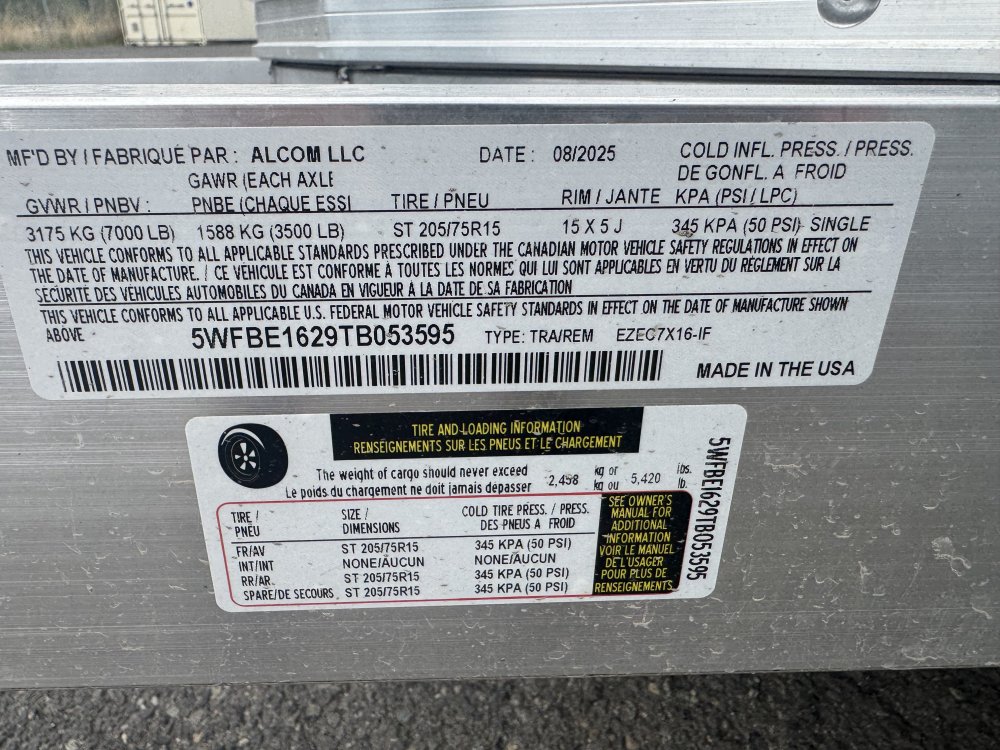 MF'D BY / FABRIQUE PAR : ALCOM LLC DATE : 08/2025 COLD INFL. PRESS. / PRESS.
GAWR (EACH AXLE DE GONFL. A FROID
GVWR / PNBV : PNBE (CHAQUE ESSI TIRE / PNEU RIM / JANTE KPA (PSI / LPC)
3175 KG (7000 LB) 1588 KG (3500 LB) ST 205/75R15 15 X 5 J 345 KPA (50 PSI) SINGLE
THIS VEHICLE CONFORMS TO ALL APPLICABLE STANDARDS PRESCRIBED UNDER THE CANADIAN MOTOR VEHICLE SAFETY REGULATIONS IN EFFECT ON
THE DATE OF MANUFACTURE. / CE VEHICULE EST CONFORME À TOUTES LES NORMES QUI LUI SONT APPLICABLES EN VERTU DU RÈGLEMENT SUR LA
SÉCURITÉ DES VÉHICULES AUTOMOBILES DU CANADA EN VIGUEUR À LA DATE DE SA FABRICATION
THIS VEHICLE CONFORMS TO ALL APPLICABLE U.S. FEDERAL MOTOR VEHICLE SAFETY STANDARDS IN EFFECT ON THE DATE OF MANUFACTURE SHOWN
ABOVE 5WFBE1629TB053595 TYPE: TRA/REM EZEC7X16-IF
MADE IN THE USA
TIRE AND LOADING INFORMATION
RENSEIGNEMENTS SUR LES PNEUS ET LE CHARGEMENT
The weight of cargo should never exceed 2,458 kg or 5,420 lbs.
Le poids du chargement ne doit jamais depasser kg ou lb.
TIRE / SIZE / COLD TIRE PRESS. / PRESS.
PNEU DIMENSIONS DES PNEUS A FROID
FR/AV ST 205/75R15 345 KPA (50 PSI)
INT/INT NONE/AUCUN NONE/AUCUN
RR/AR. ST 205/75R15 345 KPA (50 PSI)
SPARE/DE SECOURS ST 205/75R15 345 KPA (50 PSI)
SEE OWNER'S
MANUAL FOR
ADDITIONAL
INFORMATION
VOIR LE MANUEL
DE L'USAGER
POUR PLUS DE
RENSEIGNEMENTS.
5WFBE1629TB053595